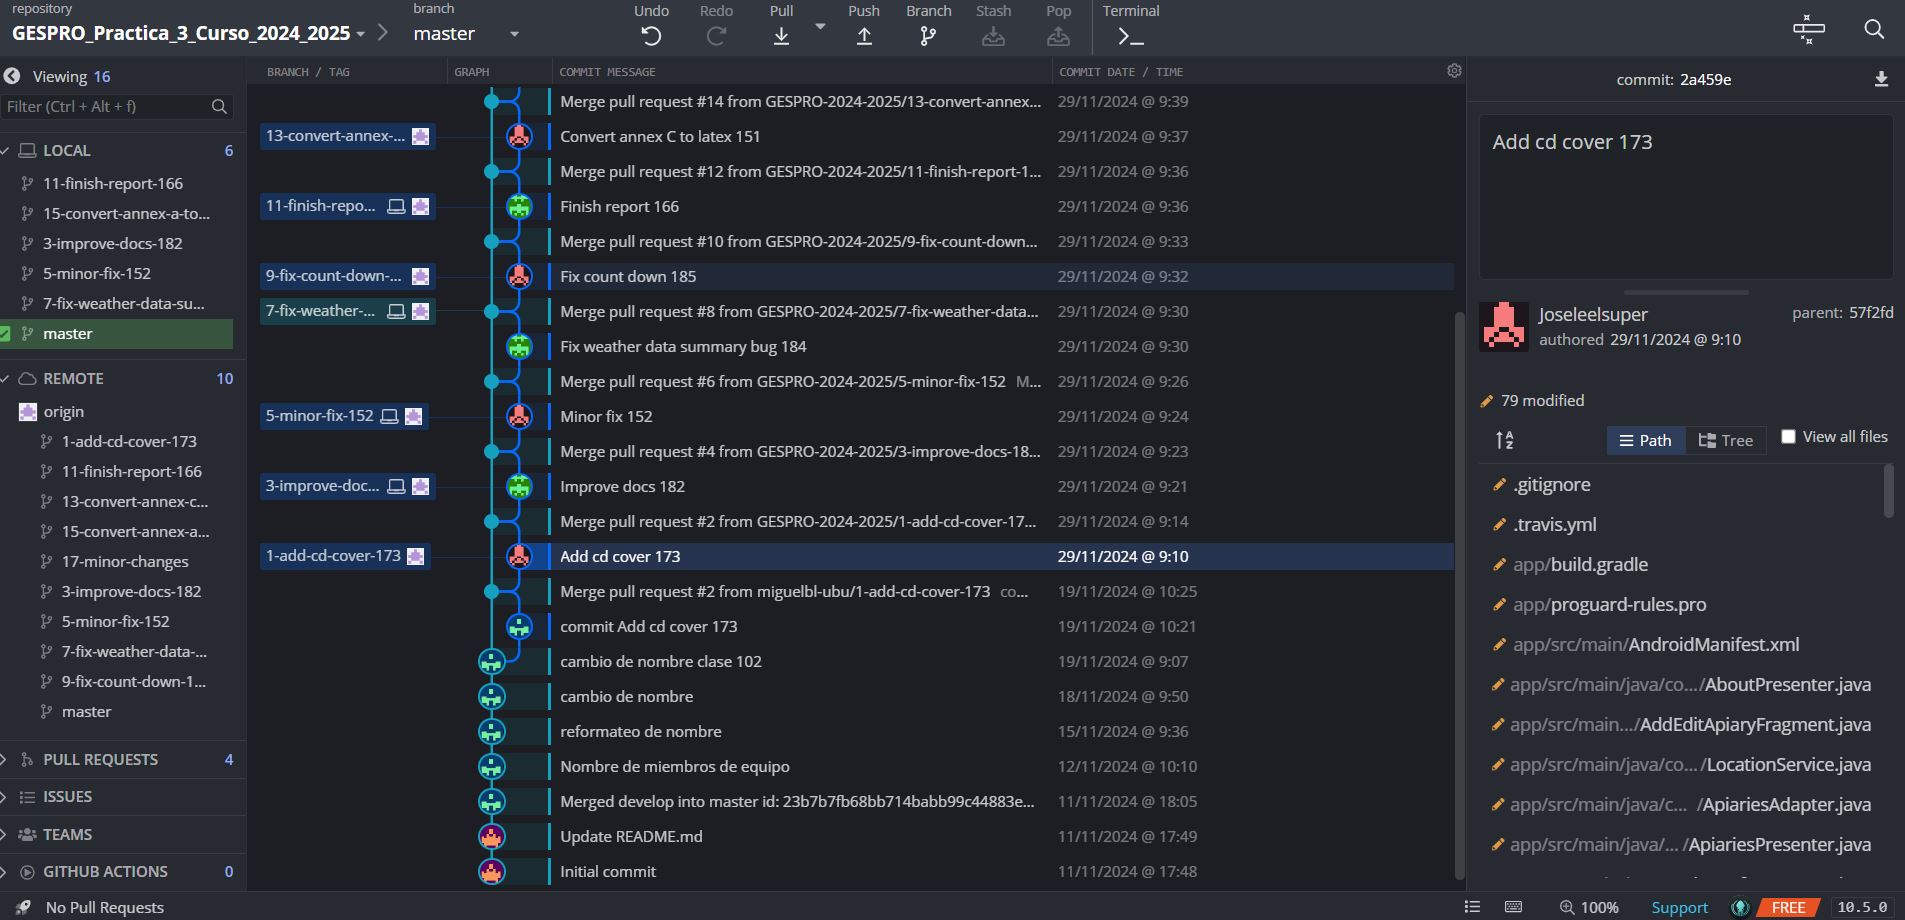 repository
GESPRO_Practica_3_Curso_2024_2025
branch
master
Undo
Redo
Pull
Push
Branch
Stash
Pop
Terminal
Viewing 16
Filter (Ctrl + Alt + f)
LOCAL 6
11-finish-report-166
15-convert-annex-a-to...
3-improve-docs-182
5-minor-fix-152
7-fix-weather-data-su...
master
REMOTE 10
origin
1-add-cd-cover-173
11-finish-report-166
13-convert-annex-c...
15-convert-annex-a...
17-minor-changes
3-improve-docs-182
5-minor-fix-152
7-fix-weather-data-...
9-fix-count-down-1...
master
PULL REQUESTS 4
ISSUES
TEAMS
GITHUB ACTIONS 0
BRANCH / TAG GRAPH COMMIT MESSAGE COMMIT DATE / TIME
Merge pull request #14 from GESPRO-2024-2025/13-convert-annex... 29/11/2024 @ 9:39
13-convert-annex-... Convert annex C to latex 151 29/11/2024 @ 9:37
Merge pull request #12 from GESPRO-2024-2025/11-finish-report-1... 29/11/2024 @ 9:36
11-finish-repo... Finish report 166 29/11/2024 @ 9:36
Merge pull request #10 from GESPRO-2024-2025/9-fix-count-down... 29/11/2024 @ 9:33
9-fix-count-down-... Fix count down 185 29/11/2024 @ 9:32
7-fix-weather-... Merge pull request #8 from GESPRO-2024-2025/7-fix-weather-data... 29/11/2024 @ 9:30
Fix weather data summary bug 184 29/11/2024 @ 9:30
Merge pull request #6 from GESPRO-2024-2025/5-minor-fix-152 M... 29/11/2024 @ 9:26
5-minor-fix-152 Minor fix 152 29/11/2024 @ 9:24
Merge pull request #4 from GESPRO-2024-2025/3-improve-docs-18... 29/11/2024 @ 9:23
3-improve-doc... Improve docs 182 29/11/2024 @ 9:21
Merge pull request #2 from GESPRO-2024-2025/1-add-cd-cover-17... 29/11/2024 @ 9:14
1-add-cd-cover-173 Add cd cover 173 29/11/2024 @ 9:10
Merge pull request #2 from miguelbl-ubu/1-add-cd-cover-173 co... 19/11/2024 @ 10:25
commit Add cd cover 173 19/11/2024 @ 10:21
cambio de nombre clase 102 19/11/2024 @ 9:07
cambio de nombre 18/11/2024 @ 9:50
reformateo de nombre 15/11/2024 @ 9:36
Nombre de miembros de equipo 12/11/2024 @ 10:10
Merged develop into master id: 23b7b7fb68bb714babb99c44883e... 11/11/2024 @ 18:05
Update README.md 11/11/2024 @ 17:49
Initial commit 11/11/2024 @ 17:48
commit: 2a459e
Add cd cover 173
Joseleelsuper
authored 29/11/2024 @ 9:10
parent: 57f2fd
79 modified
Path
Tree
View all files
.gitignore
.travis.yml
app/build.gradle
app/proguard-rules.pro
app/src/main/AndroidManifest.xml
app/src/main/java/co.../AboutPresenter.java
app/src/main.../AddEditApiaryFragment.java
app/src/main/java/co.../LocationService.java
app/src/main/java/c... /ApiariesAdapter.java
app/src/main/java/... /ApiariesPresenter.java
No Pull Requests
100%
Support
FREE
10.5.0